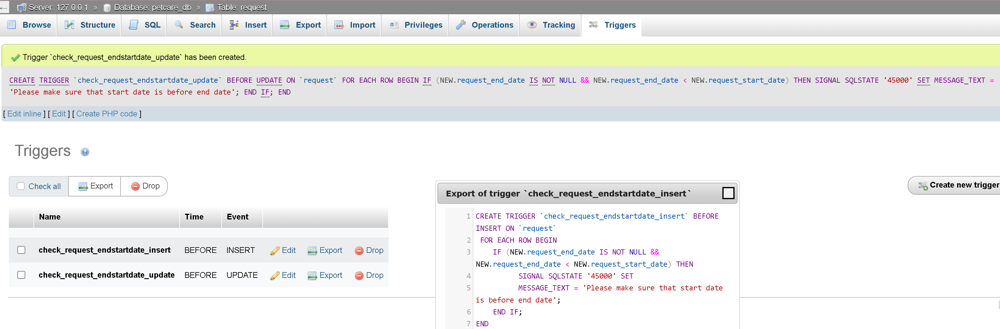 Server: 127.0.0.1 » Database: petcare_db » Table: request
Browse Structure SQL Search Insert Export Import Privileges Operations Tracking Triggers
Trigger `check_request_endstartdate_update` has been created.
CREATE TRIGGER `check_request_endstartdate_update` BEFORE UPDATE ON `request` FOR EACH ROW BEGIN IF (NEW.request_end_date IS NOT NULL && NEW.request_end_date < NEW.request_start_date) THEN SIGNAL SQLSTATE '45000' SET MESSAGE_TEXT =
'Please make sure that start date is before end date'; END IF; END
[ Edit inline ] [ Edit ] [ Create PHP code ]
Triggers
Check all Export Drop
Create new trigger
Name Time Event
check_request_endstartdate_insert BEFORE INSERT Edit Export Drop
check_request_endstartdate_update BEFORE UPDATE Edit Export Drop
Export of trigger `check_request_endstartdate_insert`
1 CREATE TRIGGER `check_request_endstartdate_insert` BEFORE
INSERT ON `request`
2 FOR EACH ROW BEGIN
3 IF (NEW.request_end_date IS NOT NULL &&
NEW.request_end_date < NEW.request_start_date) THEN
4 SIGNAL SQLSTATE '45000' SET
5 MESSAGE_TEXT = 'Please make sure that start date
is before end date';
6 END IF;
7 END